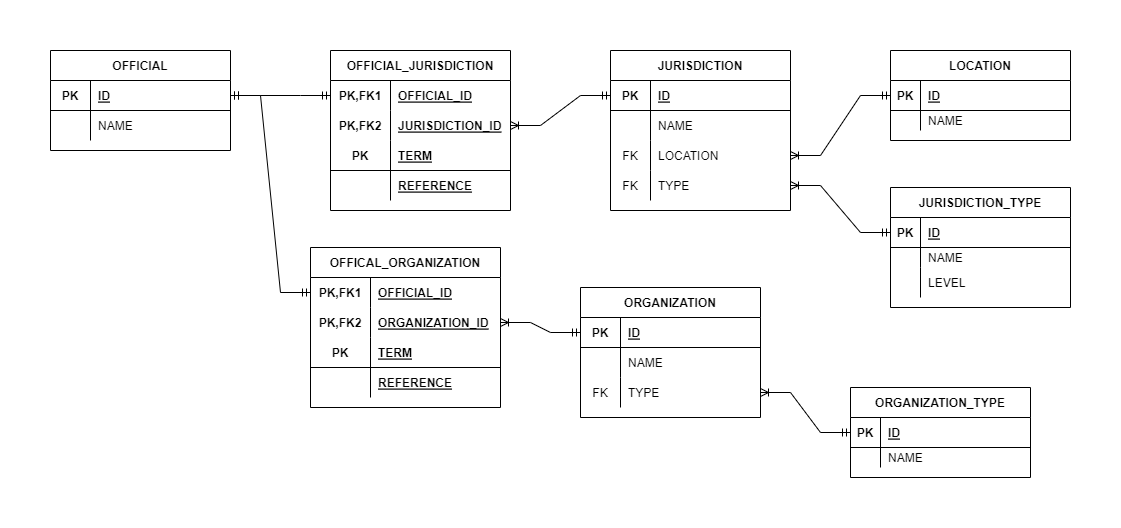 OFFICIAL
PK ID
NAME
OFFICIAL_JURISDICTION
PK,FK1 OFFICIAL_ID
PK,FK2 JURISDICTION_ID
PK TERM
REFERENCE
JURISDICTION
PK ID
NAME
FK LOCATION
FK TYPE
LOCATION
PK ID
NAME
JURISDICTION_TYPE
PK ID
NAME
LEVEL
OFFICAL_ORGANIZATION
PK,FK1 OFFICIAL_ID
PK,FK2 ORGANIZATION_ID
PK TERM
REFERENCE
ORGANIZATION
PK ID
NAME
FK TYPE
ORGANIZATION_TYPE
PK ID
NAME